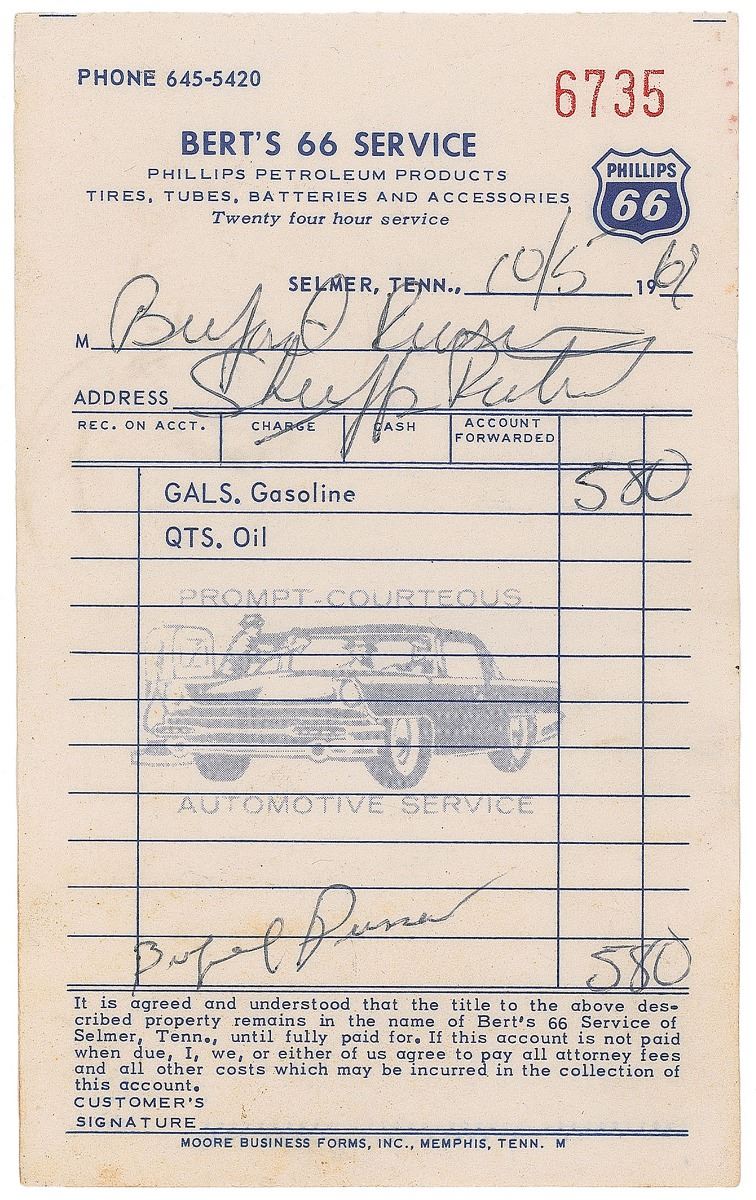 PHONE 645-5420
6735
BERT'S 66 SERVICE
PHILLIPS PETROLEUM PRODUCTS
TIRES, TUBES, BATTERIES AND ACCESSORIES
Twenty four hour service
PHILLIPS
66
SELMER, TENN., 10/5 1969
M Buford Pusser
ADDRESS Sheriff
REC. ON ACCT. CHARGE CASH ACCOUNT FORWARDED
GALS. Gasoline 580
QTS. Oil
PROMPT-COURTEOUS
AUTOMOTIVE SERVICE
Buford Pusser 580
It is agreed and understood that the title to the above des-
cribed property remains in the name of Bert's 66 Service of
Selmer, Tenn., until fully paid for. If this account is not paid
when due, I, we, or either of us agree to pay all attorney fees
and all other costs which may be incurred in the collection of
this account.
CUSTOMER'S
SIGNATURE
MOORE BUSINESS FORMS, INC., MEMPHIS, TENN. M